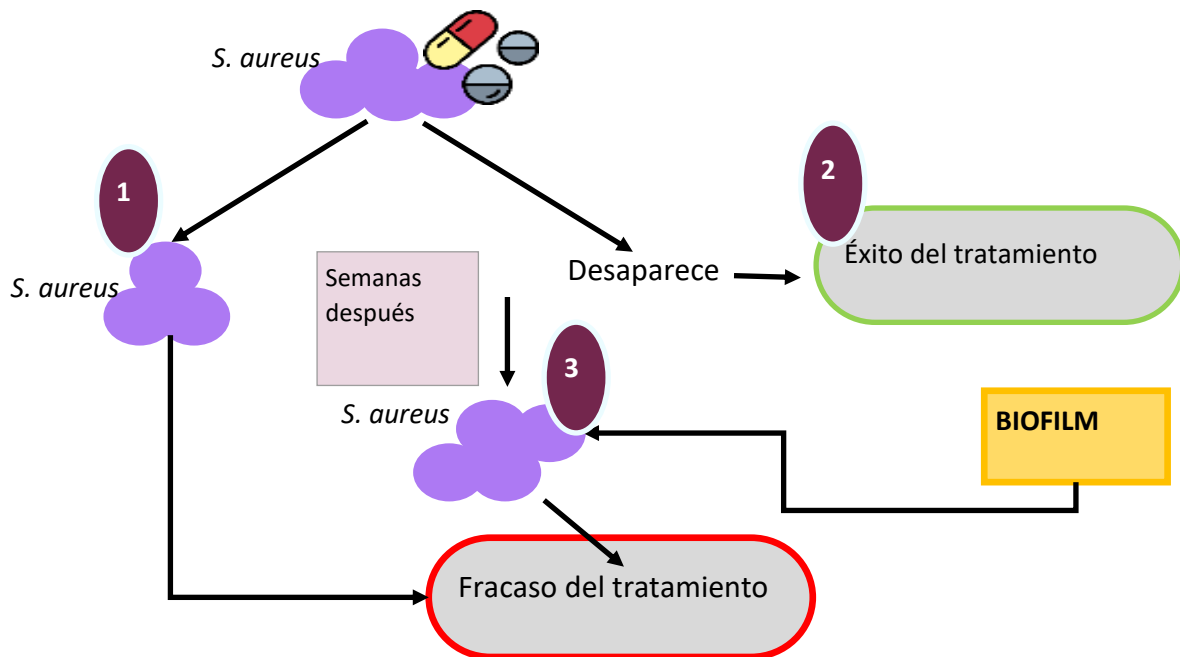 S. aureus
1
2
S. aureus
Semanas
después
Desaparece
Éxito del tratamiento
3
S. aureus
BIOFILM
Fracaso del tratamiento